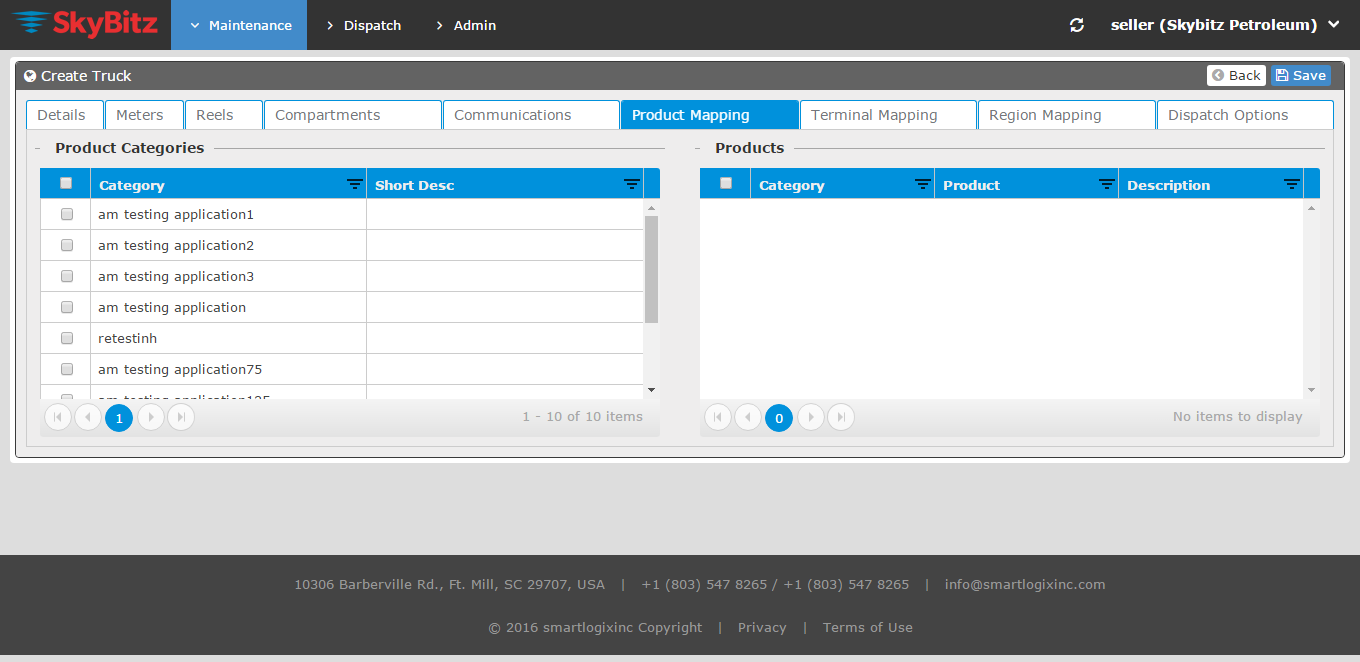 SkyBitz Maintenance Dispatch Admin seller (Skybitz Petroleum)
Create Truck Back Save
Details Meters Reels Compartments Communications Product Mapping Terminal Mapping Region Mapping Dispatch Options
Product Categories Products
Category Short Desc Category Product Description
am testing application1
am testing application2
am testing application3
am testing application
retestinh
am testing application75
am testing application125
1 1 - 10 of 10 items 0 No items to display
10306 Barberville Rd., Ft. Mill, SC 29707, USA | +1 (803) 547 8265 / +1 (803) 547 8265 | info@smartlogixinc.com
© 2016 smartlogixinc Copyright | Privacy | Terms of Use